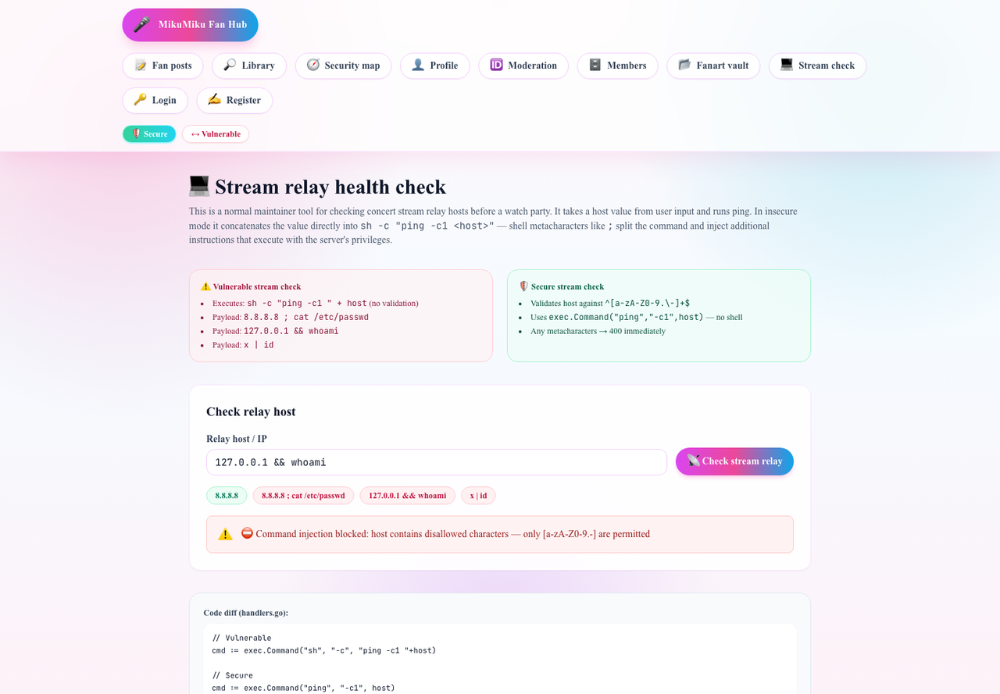 🎤 MikuMiku Fan Hub
📝 Fan posts
🔎 Library
🧭 Security map
👤 Profile
🆔 Moderation
🗄️ Members
📂 Fanart vault
💻 Stream check
🔑 Login
✍️ Register
🛡️ Secure
↔ Vulnerable
💻 Stream relay health check
This is a normal maintainer tool for checking concert stream relay hosts before a watch party. It takes a host value from user input and runs ping. In insecure
mode it concatenates the value directly into sh -c "ping -c1 <host>" — shell metacharacters like ; split the command and inject additional
instructions that execute with the server's privileges.
⚠️ Vulnerable stream check
• Executes: sh -c "ping -c1 " + host (no validation)
• Payload: 8.8.8.8 ; cat /etc/passwd
• Payload: 127.0.0.1 && whoami
• Payload: x | id
🛡️ Secure stream check
• Validates host against ^[a-zA-Z0-9.\-]+$
• Uses exec.Command("ping","-c1",host) — no shell
• Any metacharacters → 400 immediately
Check relay host
Relay host / IP
127.0.0.1 && whoami
📡 Check stream relay
8.8.8.8
8.8.8.8 ; cat /etc/passwd
127.0.0.1 && whoami
x | id
⚠️ ⛔ Command injection blocked: host contains disallowed characters — only [a-zA-Z0-9.-] are permitted
Code diff (handlers.go):
// Vulnerable
cmd := exec.Command("sh", "-c", "ping -c1 "+host)
// Secure
cmd := exec.Command("ping", "-c1", host)